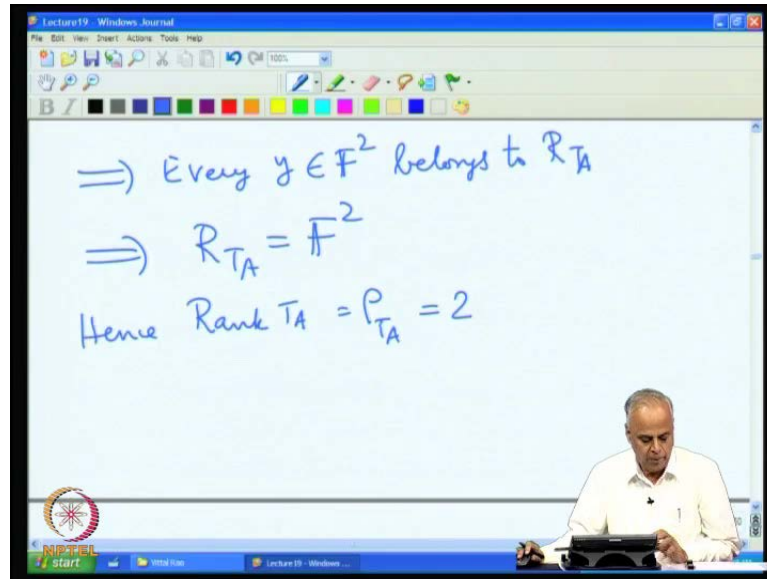 Lecture19 - Windows Journal
File Edit View Insert Actions Tools Help
100%
B I
⟹ Every y ∈ F² belongs to R_{T_A}
⟹ R_{T_A} = F²
Hence Rank T_A = ρ_{T_A} = 2
NPTEL
start Vittal Rao Lecture19 - Windows ...